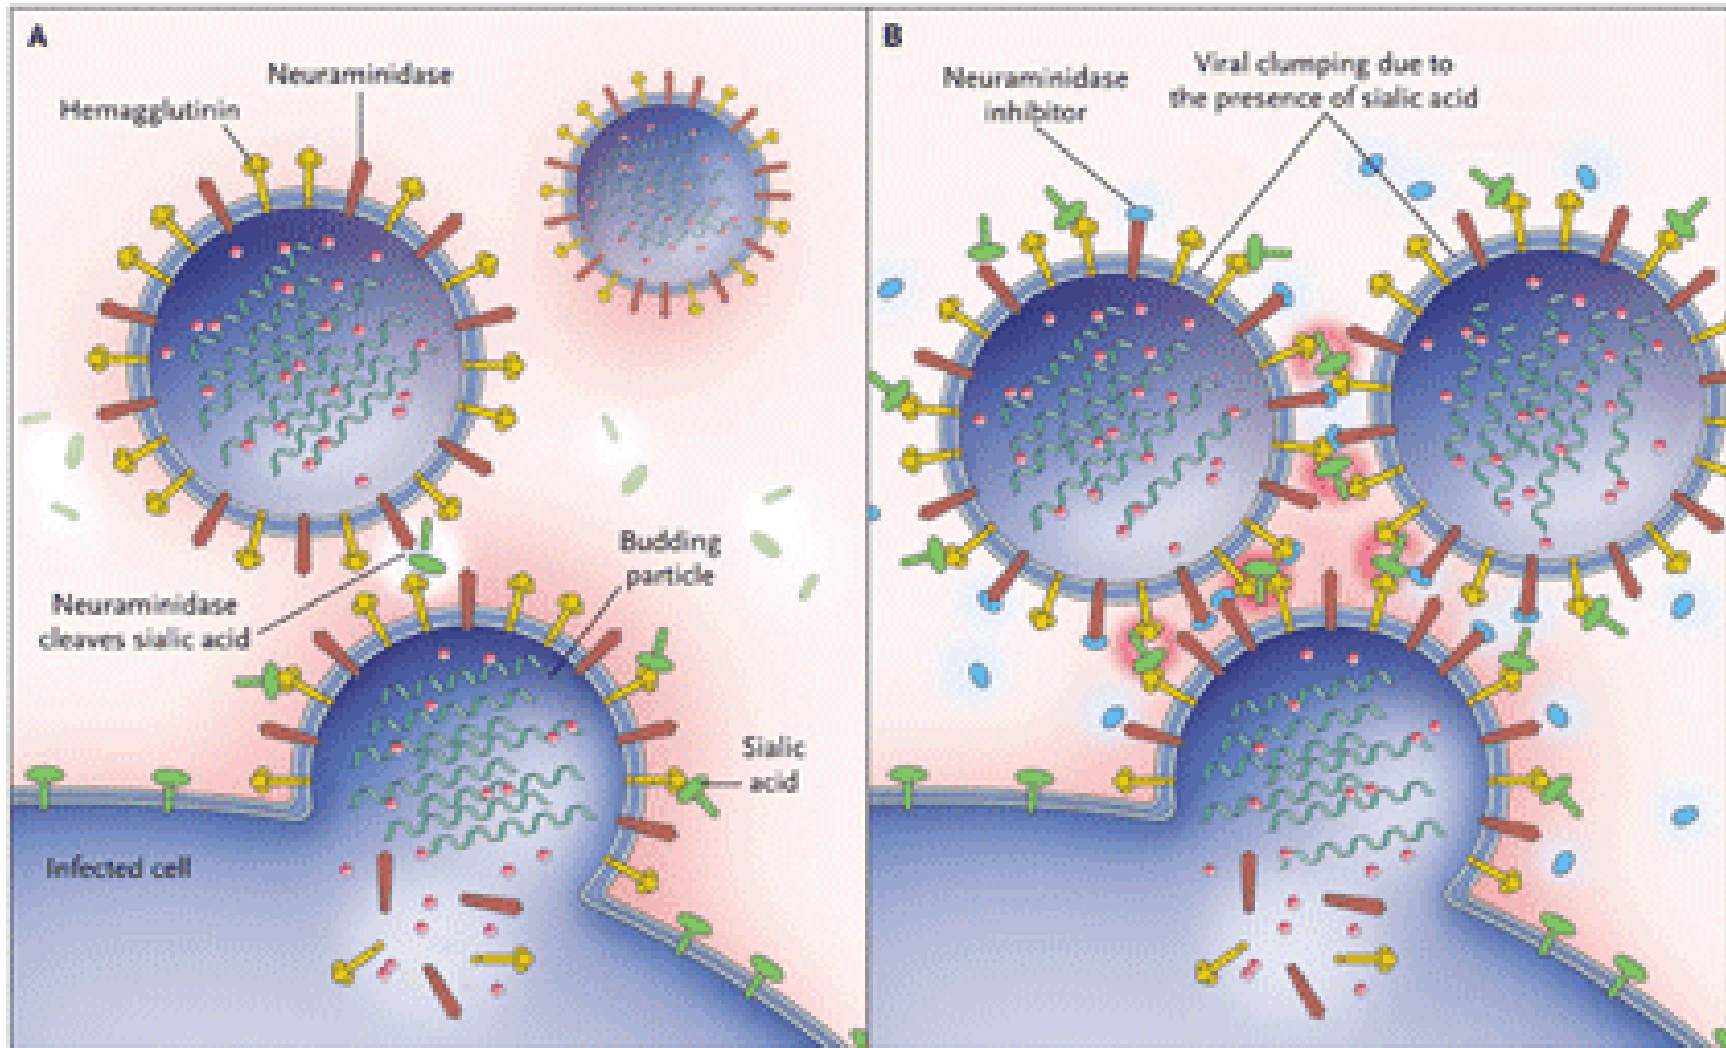 A
Neuraminidase
Hemagglutinin
Neuraminidase
cleaves sialic acid
Budding
particle
Sialic
acid
Infected cell
B
Neuraminidase
inhibitor
Viral clumping due to
the presence of sialic acid